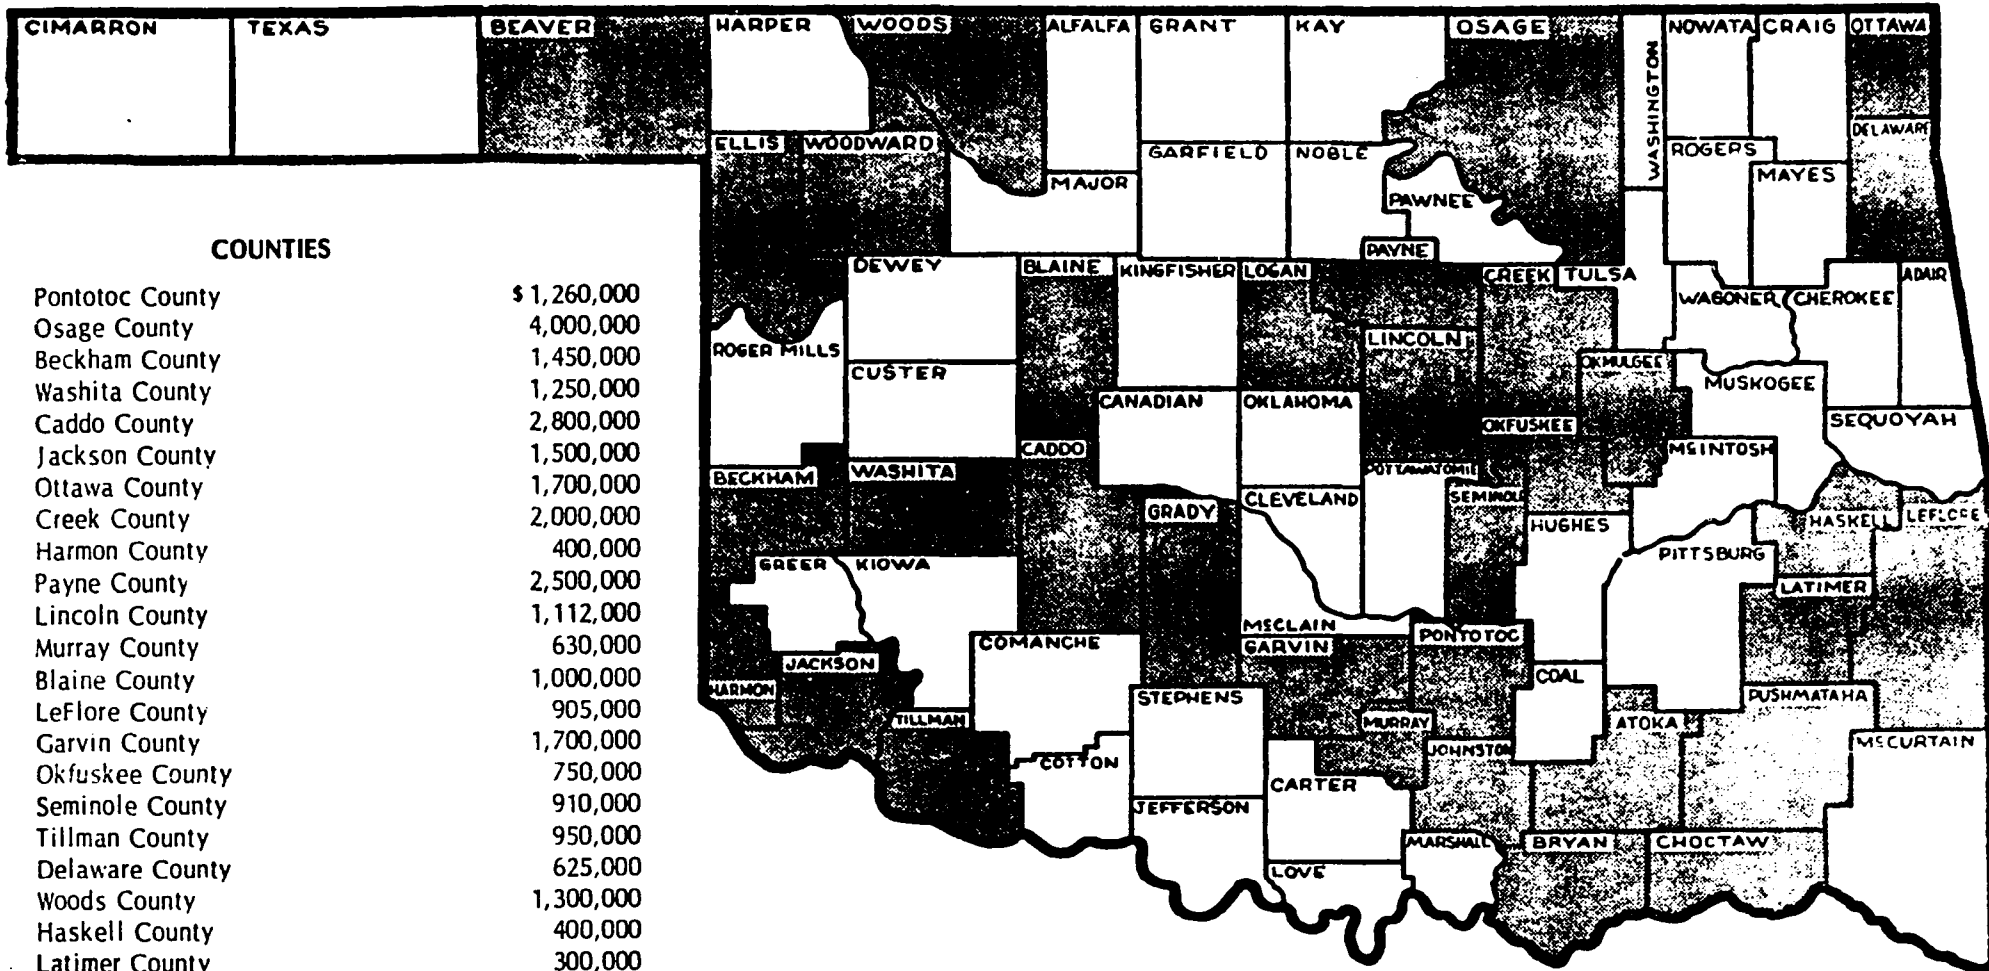 CIMARRON TEXAS BEAVER HARPER WOODS ALFALFA GRANT KAY OSAGE WASHINGTON NOWATA CRAIG OTTAWA
ELLIS WOODWARD MAJOR GARFIELD NOBLE PAWNEE ROGERS MAYES DELAWARE
PAYNE
DEWEY BLAINE KINGFISHER LOGAN CREEK TULSA WAGONER CHEROKEE ADAIR
ROGER MILLS CUSTER LINCOLN OKMULGEE MUSKOGEE
CANADIAN OKLAHOMA OKFUSKEE SEQUOYAH
BECKHAM WASHITA CADDO POTTAWATOMIE MCINTOSH
GRADY CLEVELAND SEMINOLE HUGHES HASKELL LEFLORE
GREER KIOWA PITTSBURG LATIMER
COMANCHE MCCLAIN GARVIN PONTOTOC
HARMON JACKSON TILLMAN STEPHENS MURRAY COAL ATOKA PUSHMATAHA
COTTON JOHNSTON MCCURTAIN
JEFFERSON CARTER
MARSHALL BRYAN CHOCTAW
LOVE
COUNTIES
Pontotoc County $ 1,260,000
Osage County 4,000,000
Beckham County 1,450,000
Washita County 1,250,000
Caddo County 2,800,000
Jackson County 1,500,000
Ottawa County 1,700,000
Creek County 2,000,000
Harmon County 400,000
Payne County 2,500,000
Lincoln County 1,112,000
Murray County 630,000
Blaine County 1,000,000
LeFlore County 905,000
Garvin County 1,700,000
Okfuskee County 750,000
Seminole County 910,000
Tillman County 950,000
Delaware County 625,000
Woods County 1,300,000
Haskell County 400,000
Latimer County 300,000